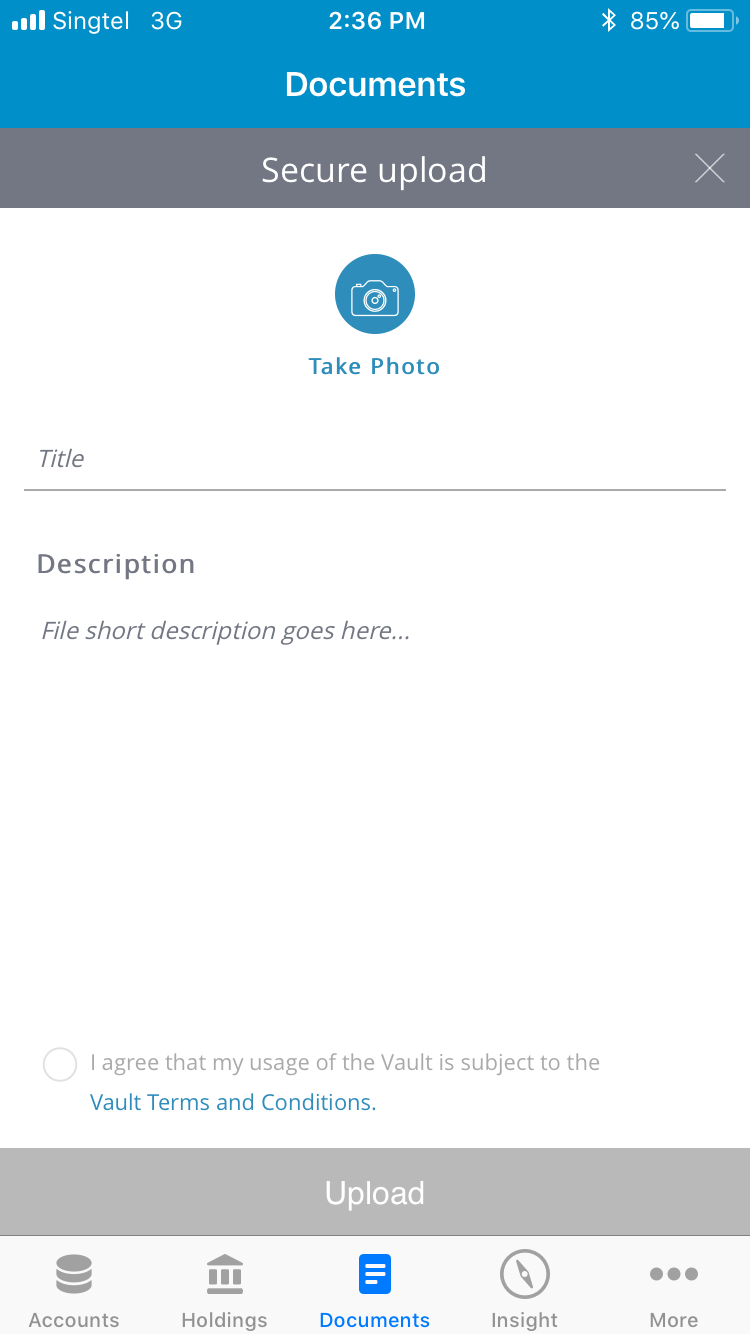 Singtel 3G 2:36 PM 85%
Documents
Secure upload
Take Photo
Title
Description
File short description goes here...
I agree that my usage of the Vault is subject to the
Vault Terms and Conditions.
Upload
Accounts Holdings Documents Insight More